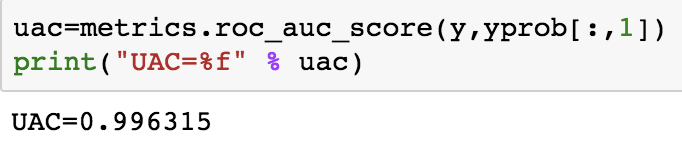 uac=metrics.roc_auc_score(y,yprob[:,1])
print("UAC=%f" % uac)
UAC=0.996315